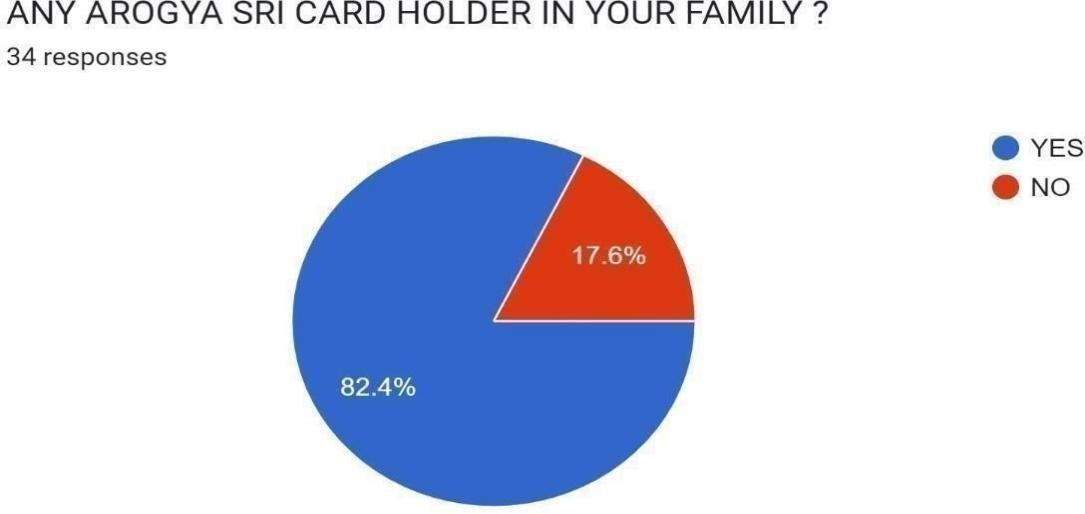 ANY AROGYA SRI CARD HOLDER IN YOUR FAMILY ?
34 responses
YES
NO
17.6%
82.4%